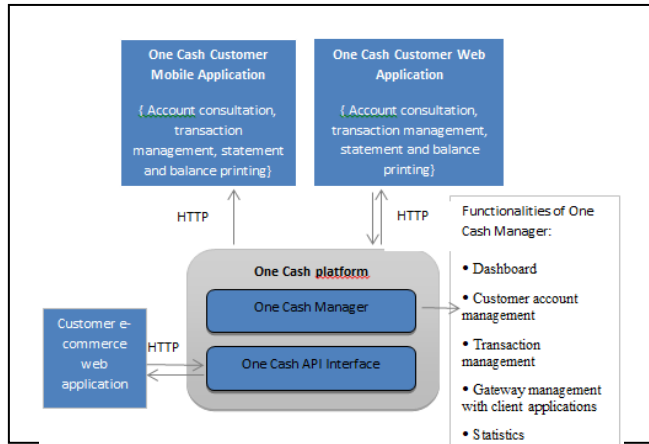 One Cash Customer
Mobile Application
{ Account consultation,
transaction
management, statement
and balance printing}
One Cash Customer Web
Application
{ Account consultation,
transaction management,
statement and balance
printing}
HTTP
HTTP
Functionalities of One
Cash Manager:
• Dashboard
• Customer account
management
• Transaction
management
• Gateway management
with client applications
• Statistics
One Cash platform
One Cash Manager
One Cash API Interface
Customer e-
commerce
web
application
HTTP